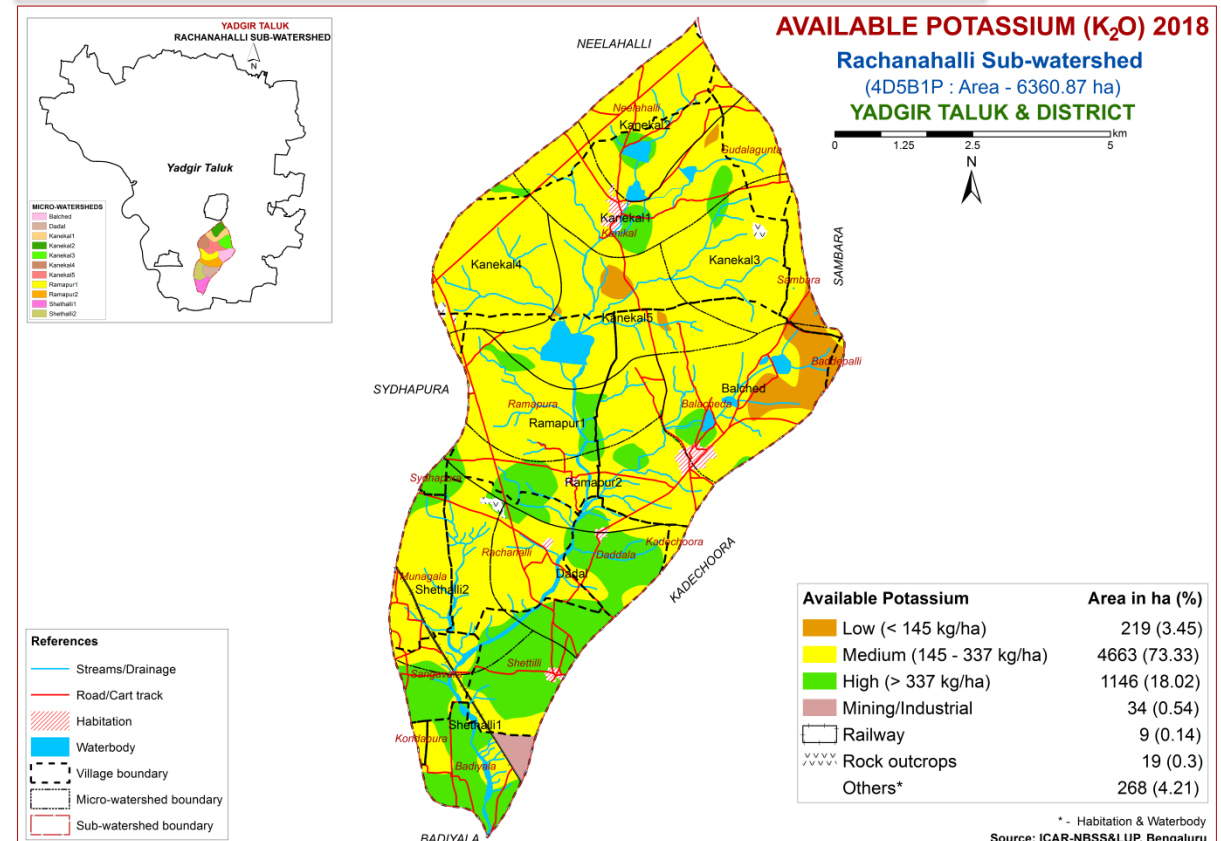 YADGIR TALUK
RACHANAHALLI SUB-WATERSHED
N
Yadgir Taluk
MICRO-WATERSHEDS
Balched
Dadal
Kanekal1
Kanekal2
Kanekal3
Kanekal4
Kanekal5
Ramapur1
Ramapur2
Shethalli1
Shethalli2
AVAILABLE POTASSIUM (K₂O) 2018
Rachanahalli Sub-watershed
(4D5B1P : Area - 6360.87 ha)
YADGIR TALUK & DISTRICT
km
0 1.25 2.5 5
N
NEELAHALLI
Neelahalli
Kanekal2
Gudalagunta
Kanekal1
Kanikal
Kanekal4
Kanekal3
SAMBARA
Sambara
Kanekal5
Baddepalli
SYDHAPURA
Balched
Ramapura
Balacheda
Ramapur1
Sydhapura
Ramapur2
Rachanalli
Daddala
Kadechoora
KADECHOORA
Munagala
Dadal
Shethalli2
Shettilli
Sangavara
Shethalli1
Kondapura
Badiyala
BADIYALA
References
Streams/Drainage
Road/Cart track
Habitation
Waterbody
Village boundary
Micro-watershed boundary
Sub-watershed boundary
Available Potassium Area in ha (%)
Low (< 145 kg/ha) 219 (3.45)
Medium (145 - 337 kg/ha) 4663 (73.33)
High (> 337 kg/ha) 1146 (18.02)
Mining/Industrial 34 (0.54)
Railway 9 (0.14)
Rock outcrops 19 (0.3)
Others* 268 (4.21)
* - Habitation & Waterbody
Source: ICAR-NBSS&LUP, Bengaluru